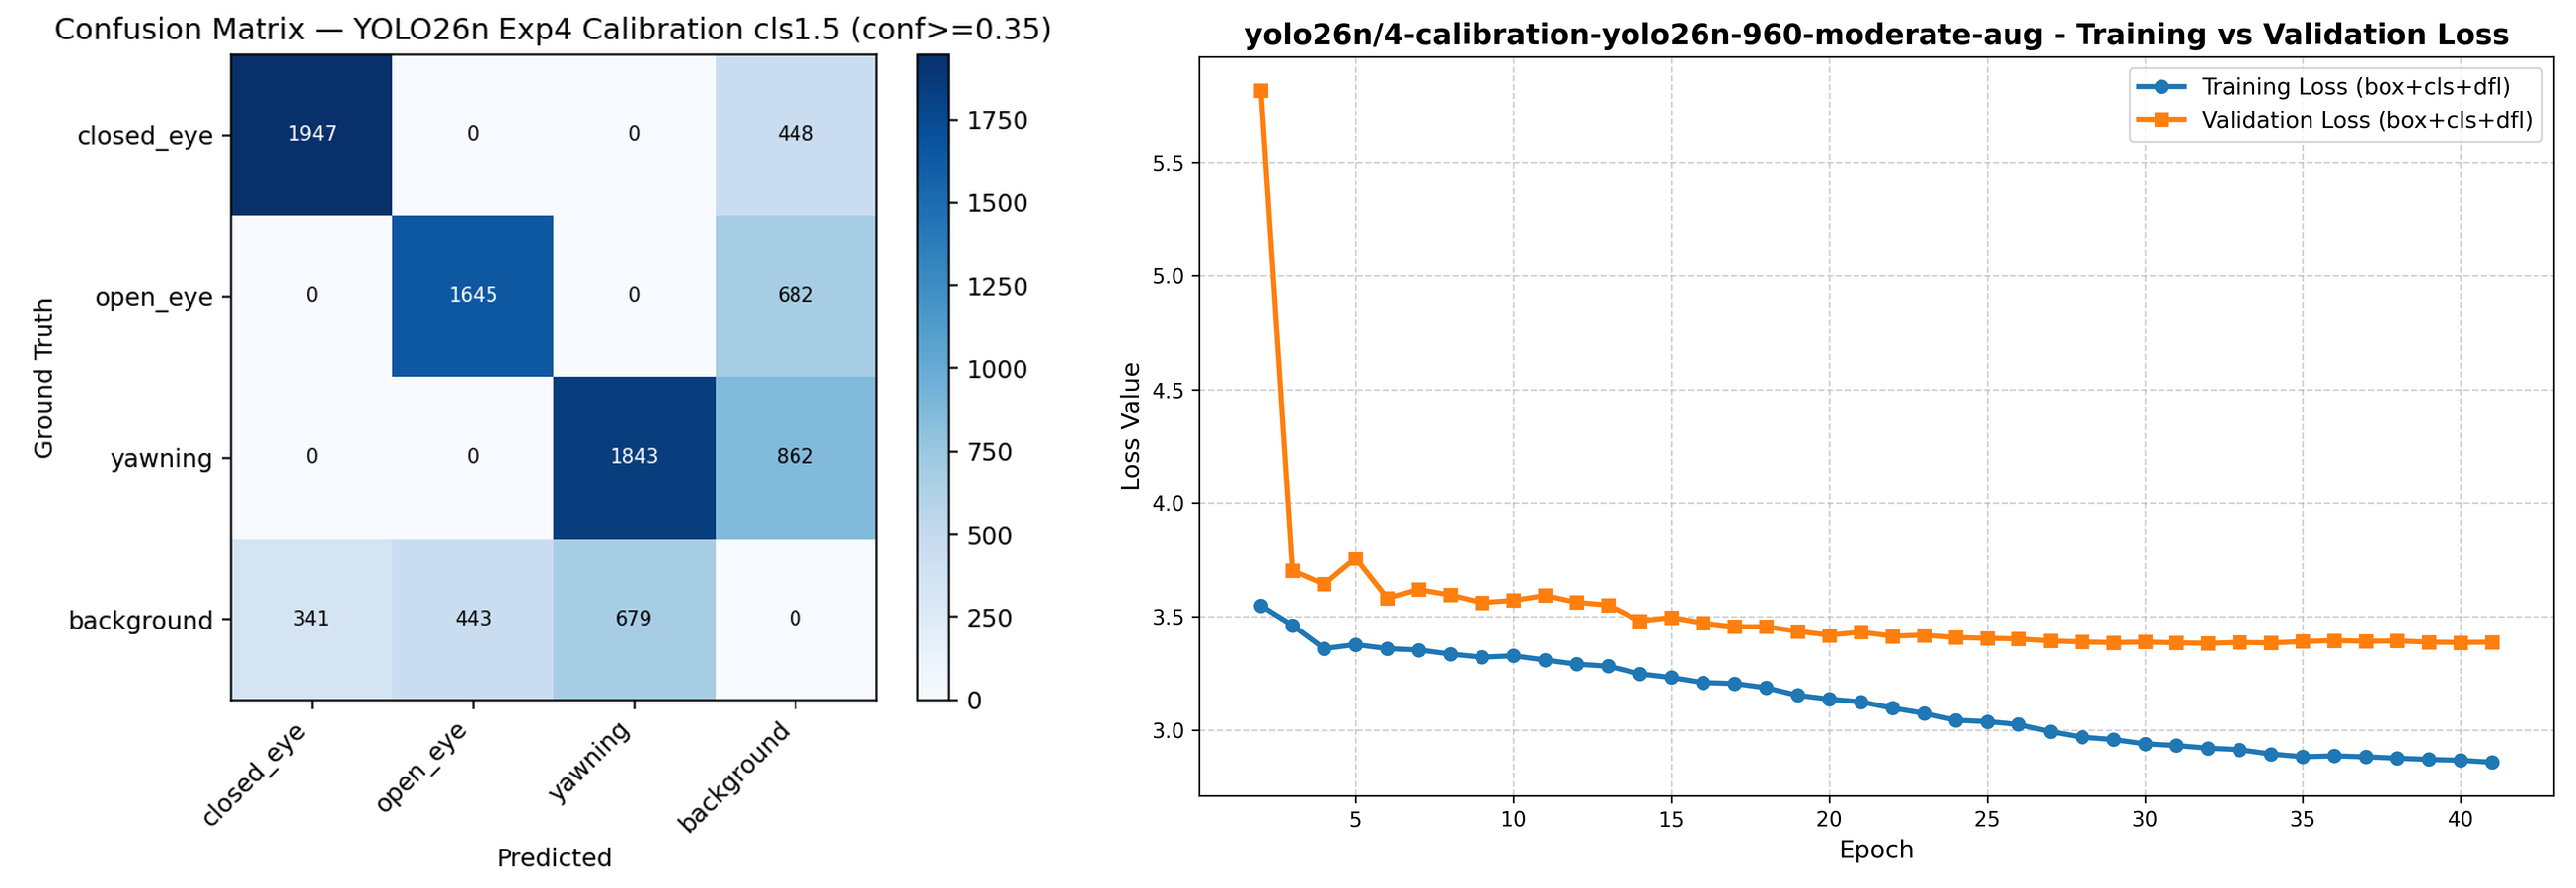 Confusion Matrix — YOLO26n Exp4 Calibration cls1.5 (conf>=0.35)
Ground Truth
closed_eye
open_eye
yawning
background
1947 0 0 448
0 1645 0 682
0 0 1843 862
341 443 679 0
closed_eye
open_eye
yawning
background
Predicted
1750
1500
1250
1000
750
500
250
0
yolo26n/4-calibration-yolo26n-960-moderate-aug - Training vs Validation Loss
Training Loss (box+cls+dfl)
Validation Loss (box+cls+dfl)
Loss Value
5.5
5.0
4.5
4.0
3.5
3.0
5 10 15 20 25 30 35 40
Epoch